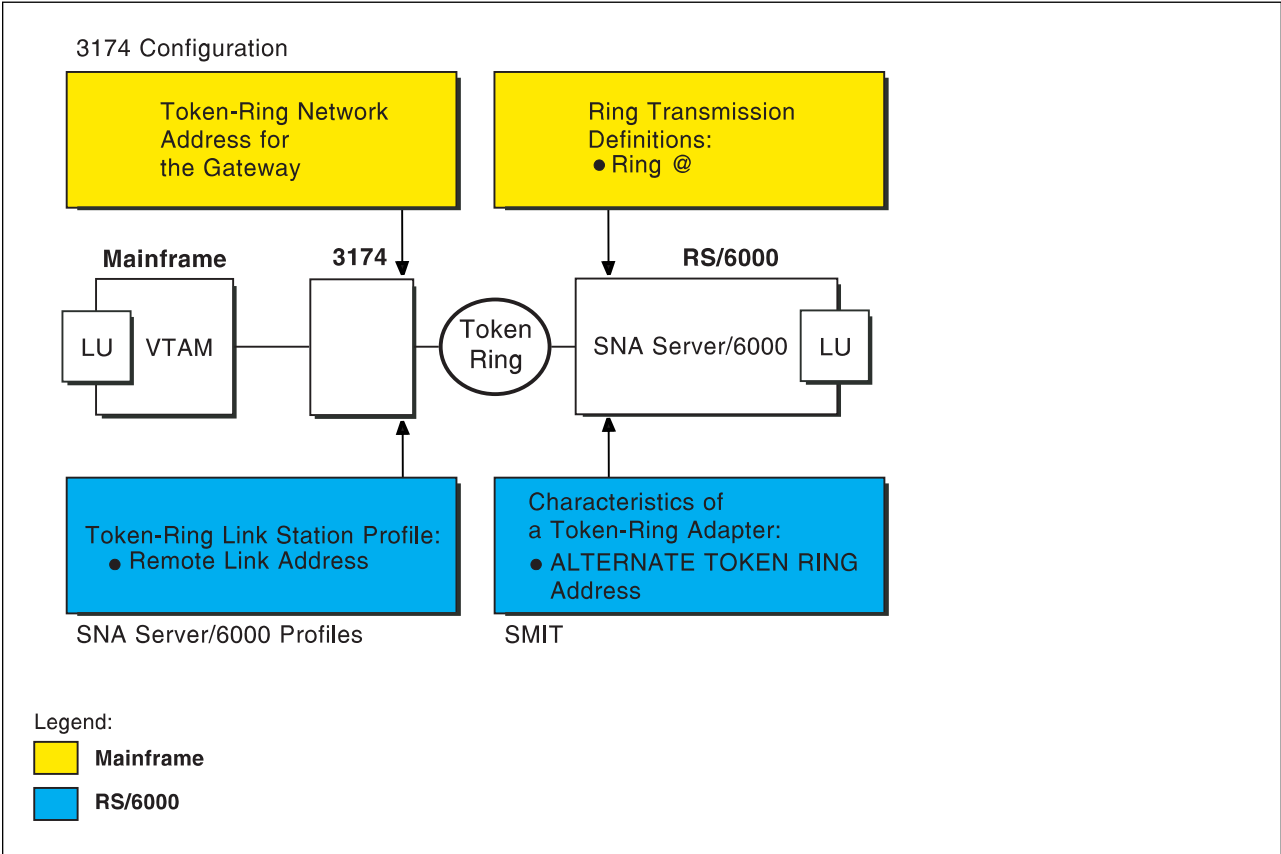 3174 Configuration
Token-Ring Network
Address for
the Gateway
Ring Transmission
Definitions:
● Ring @
Mainframe
3174
RS/6000
LU
VTAM
Token
Ring
SNA Server/6000
LU
Token-Ring Link Station Profile:
● Remote Link Address
Characteristics of
a Token-Ring Adapter:
● ALTERNATE TOKEN RING
Address
SNA Server/6000 Profiles
SMIT
Legend:
Mainframe
RS/6000